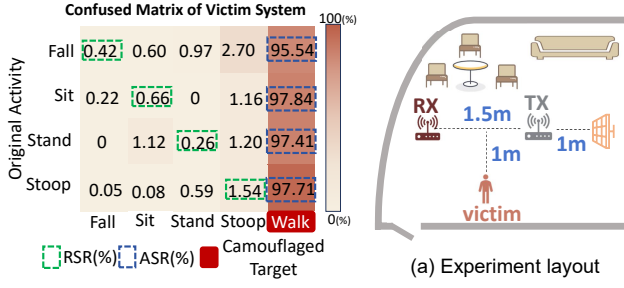 Confused Matrix of Victim System
Original Activity
Fall 0.42 0.60 0.97 2.70 95.54
Sit 0.22 0.66 0 1.16 97.84
Stand 0 1.12 0.26 1.20 97.41
Stoop 0.05 0.08 0.59 1.54 97.71
Fall Sit Stand Stoop Walk
100(%)
0(%)
RSR(%) ASR(%) Camouflaged
Target
RX 1.5m TX
1m 1m
victim
(a) Experiment layout